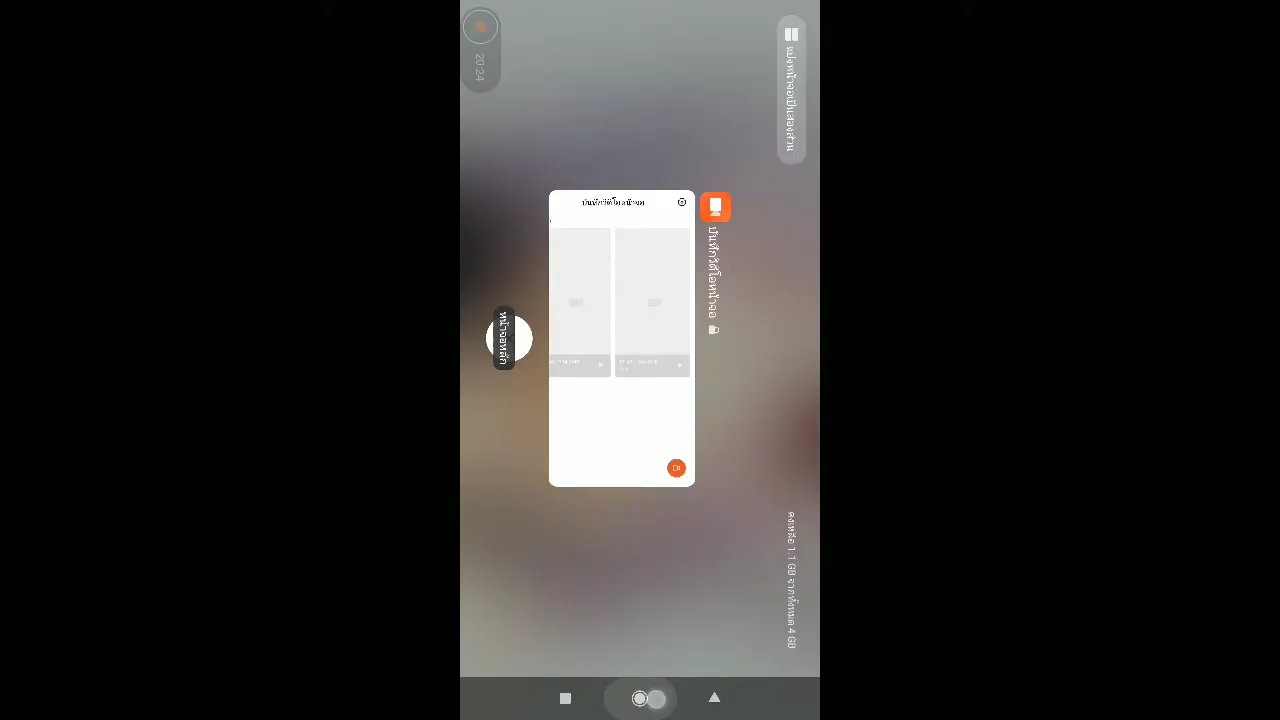 20:24
แบ่งหน้าจอเป็นสองส่วน
บันทึกวิดีโอหน้าจอ
บันทึกวิดีโอหน้าจอ
หน้าจอหลัก
คงเหลือ 1.1 GB จากทั้งหมด 4 GB